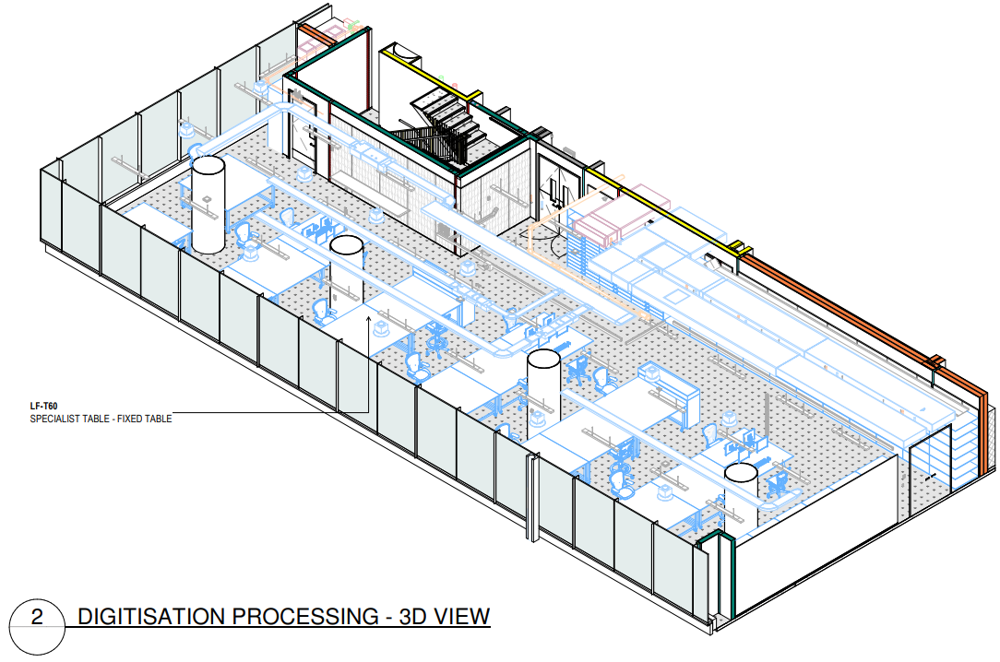 LF-T60
SPECIALIST TABLE - FIXED TABLE
2
DIGITISATION PROCESSING - 3D VIEW